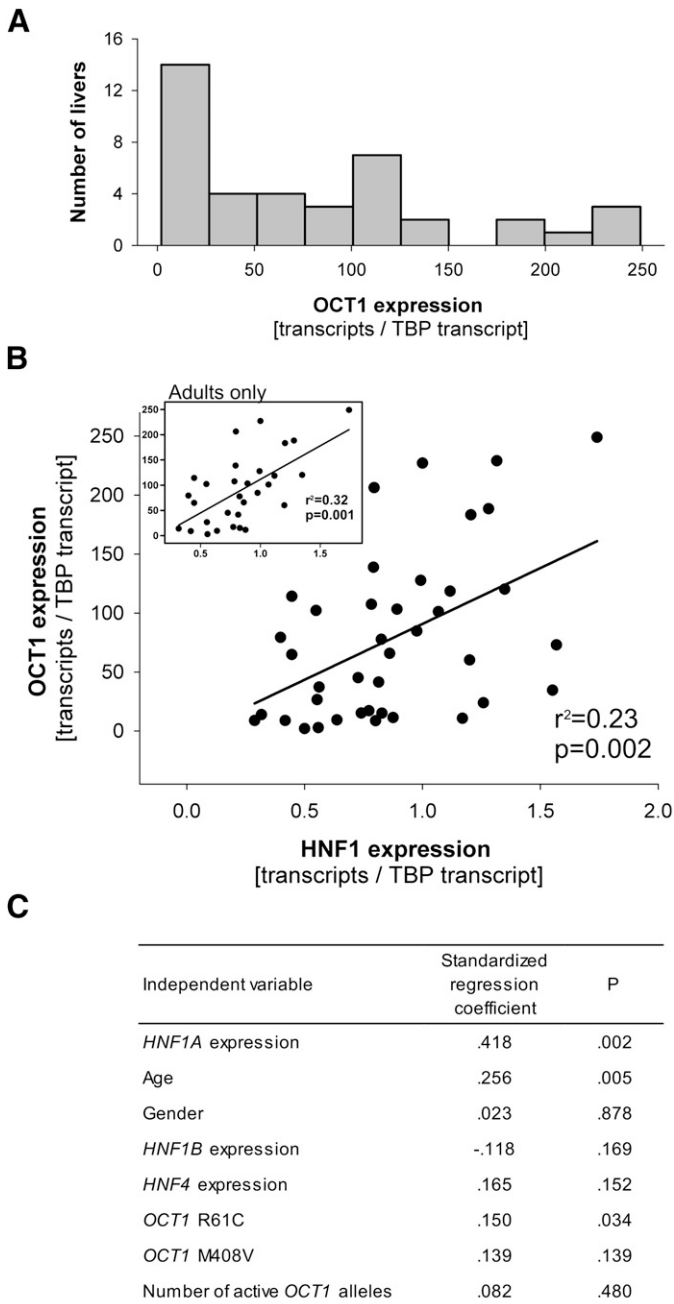 A
16
12
8
4
0
Number of livers
0 50 100 150 200 250
OCT1 expression
[transcripts / TBP transcript]
B
Adults only
250
200
150
100
50
0
r²=0.32
p=0.001
0.5 1.0 1.5
250
200
150
100
50
0
OCT1 expression
[transcripts / TBP transcript]
r²=0.23
p=0.002
0.0 0.5 1.0 1.5 2.0
HNF1 expression
[transcripts / TBP transcript]
C
Independent variable Standardized regression coefficient P
HNF1A expression .418 .002
Age .256 .005
Gender .023 .878
HNF1B expression -.118 .169
HNF4 expression .165 .152
OCT1 R61C .150 .034
OCT1 M408V .139 .139
Number of active OCT1 alleles .082 .480